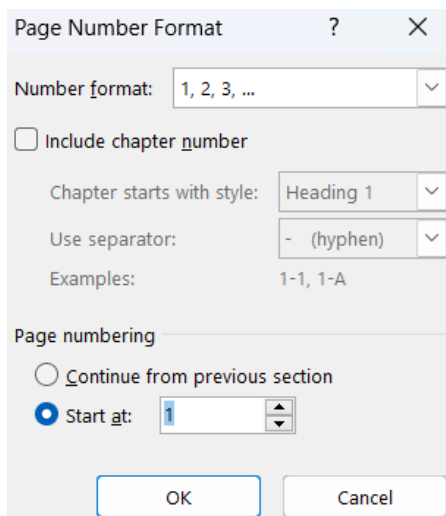 Page Number Format ? ×
Number format: 1, 2, 3, ...
Include chapter number
Chapter starts with style: Heading 1
Use separator: - (hyphen)
Examples: 1-1, 1-A
Page numbering
Continue from previous section
Start at: 1
OK Cancel